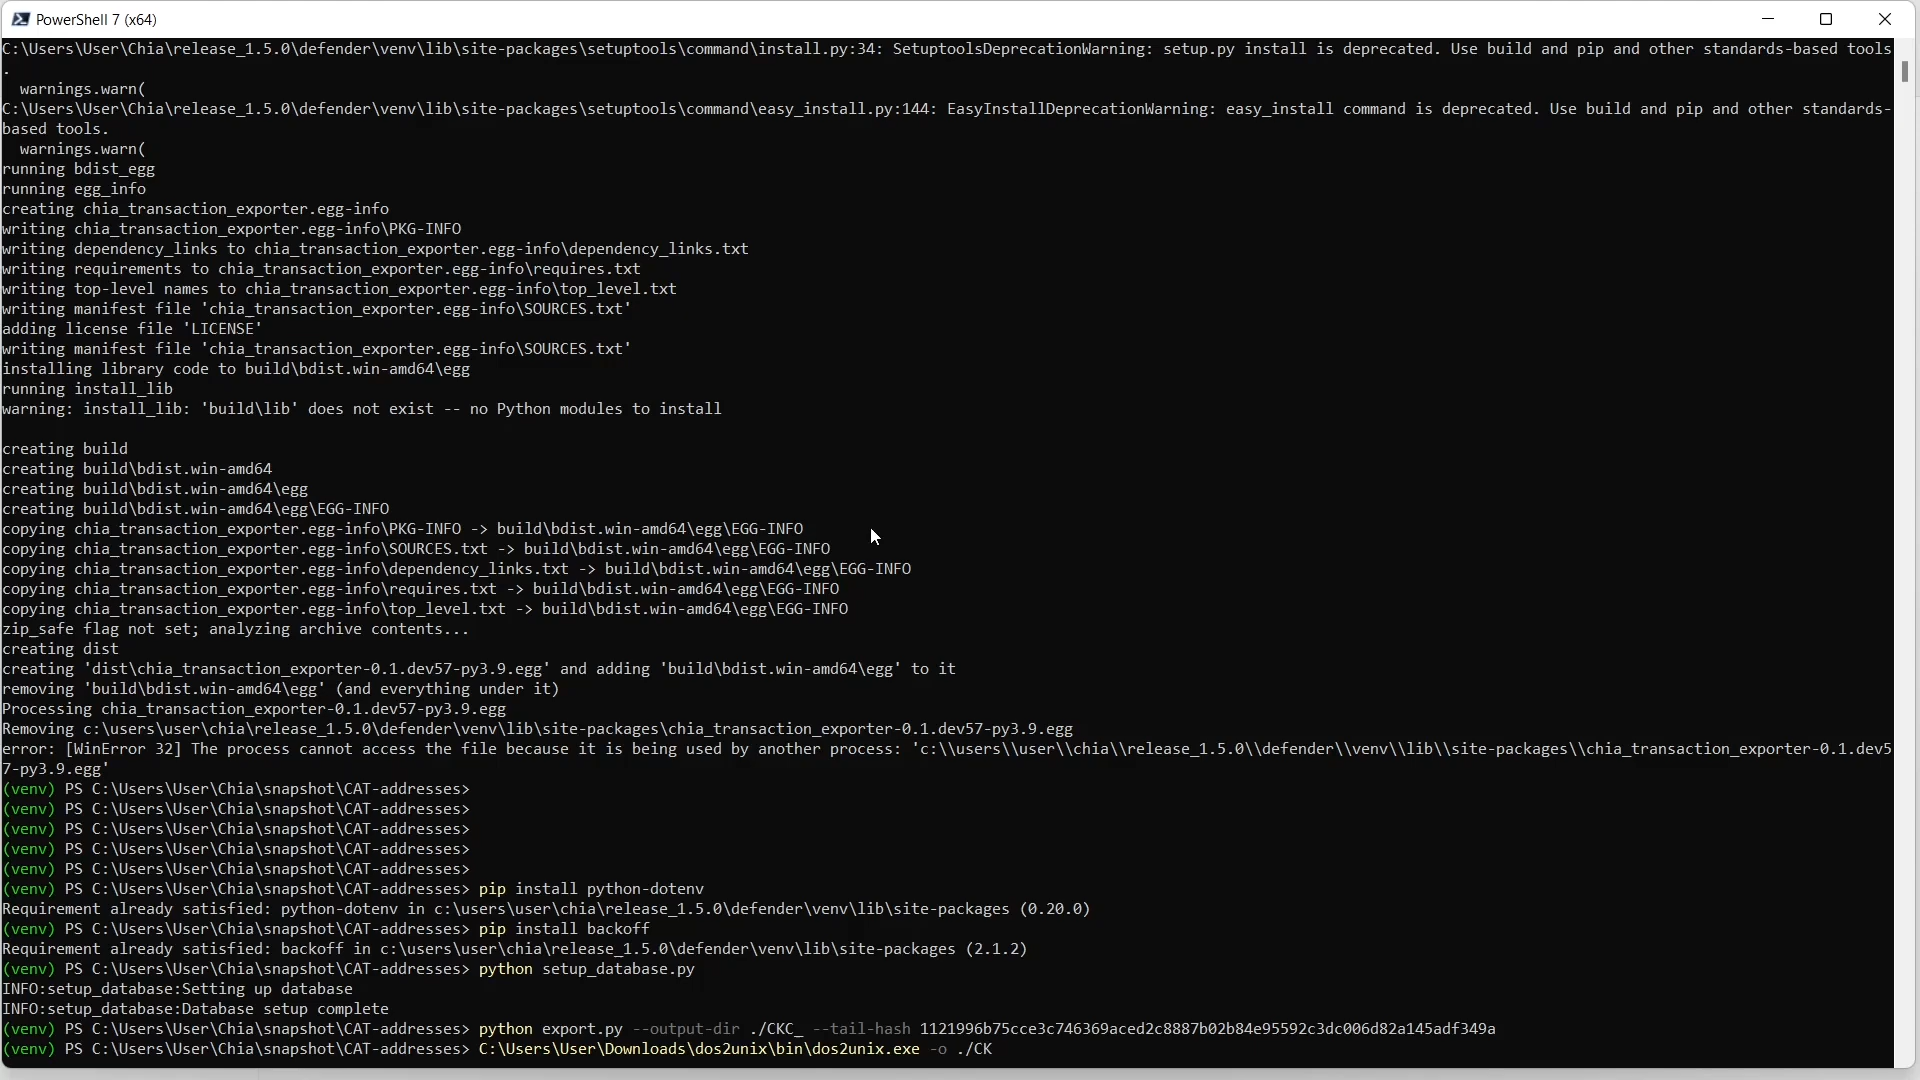 PowerShell 7 (x64)
C:\Users\User\Chia\release_1.5.0\defender\venv\lib\site-packages\setuptools\command\install.py:34: SetuptoolsDeprecationWarning: setup.py install is deprecated. Use build and pip and other standards-based tools
.
  warnings.warn(
C:\Users\User\Chia\release_1.5.0\defender\venv\lib\site-packages\setuptools\command\easy_install.py:144: EasyInstallDeprecationWarning: easy_install command is deprecated. Use build and pip and other standards-
based tools.
  warnings.warn(
running bdist_egg
running egg_info
creating chia_transaction_exporter.egg-info
writing chia_transaction_exporter.egg-info\PKG-INFO
writing dependency_links to chia_transaction_exporter.egg-info\dependency_links.txt
writing requirements to chia_transaction_exporter.egg-info\requires.txt
writing top-level names to chia_transaction_exporter.egg-info\top_level.txt
writing manifest file 'chia_transaction_exporter.egg-info\SOURCES.txt'
adding license file 'LICENSE'
writing manifest file 'chia_transaction_exporter.egg-info\SOURCES.txt'
installing library code to build\bdist.win-amd64\egg
running install_lib
warning: install_lib: 'build\lib' does not exist -- no Python modules to install
creating build
creating build\bdist.win-amd64
creating build\bdist.win-amd64\egg
creating build\bdist.win-amd64\egg\EGG-INFO
copying chia_transaction_exporter.egg-info\PKG-INFO -> build\bdist.win-amd64\egg\EGG-INFO
copying chia_transaction_exporter.egg-info\SOURCES.txt -> build\bdist.win-amd64\egg\EGG-INFO
copying chia_transaction_exporter.egg-info\dependency_links.txt -> build\bdist.win-amd64\egg\EGG-INFO
copying chia_transaction_exporter.egg-info\requires.txt -> build\bdist.win-amd64\egg\EGG-INFO
copying chia_transaction_exporter.egg-info\top_level.txt -> build\bdist.win-amd64\egg\EGG-INFO
zip_safe flag not set; analyzing archive contents...
creating dist
creating 'dist\chia_transaction_exporter-0.1.dev57-py3.9.egg' and adding 'build\bdist.win-amd64\egg' to it
removing 'build\bdist.win-amd64\egg' (and everything under it)
Processing chia_transaction_exporter-0.1.dev57-py3.9.egg
Removing c:\users\user\chia\release_1.5.0\defender\venv\lib\site-packages\chia_transaction_exporter-0.1.dev57-py3.9.egg
error: [WinError 32] The process cannot access the file because it is being used by another process: 'c:\\users\\user\\chia\\release_1.5.0\\defender\\venv\\lib\\site-packages\\chia_transaction_exporter-0.1.dev5
7-py3.9.egg'
(venv) PS C:\Users\User\Chia\snapshot\CAT-addresses>
(venv) PS C:\Users\User\Chia\snapshot\CAT-addresses>
(venv) PS C:\Users\User\Chia\snapshot\CAT-addresses>
(venv) PS C:\Users\User\Chia\snapshot\CAT-addresses>
(venv) PS C:\Users\User\Chia\snapshot\CAT-addresses>
(venv) PS C:\Users\User\Chia\snapshot\CAT-addresses> pip install python-dotenv
Requirement already satisfied: python-dotenv in c:\users\user\chia\release_1.5.0\defender\venv\lib\site-packages (0.20.0)
(venv) PS C:\Users\User\Chia\snapshot\CAT-addresses> pip install backoff
Requirement already satisfied: backoff in c:\users\user\chia\release_1.5.0\defender\venv\lib\site-packages (2.1.2)
(venv) PS C:\Users\User\Chia\snapshot\CAT-addresses> python setup_database.py
INFO:setup_database:Setting up database
INFO:setup_database:Database setup complete
(venv) PS C:\Users\User\Chia\snapshot\CAT-addresses> python export.py --output-dir ./CKC_ --tail-hash 1121996b75cce3c746369aced2c8887b02b84e95592c3dc006d82a145adf349a
(venv) PS C:\Users\User\Chia\snapshot\CAT-addresses> C:\Users\User\Downloads\dos2unix\bin\dos2unix.exe -o ./CK